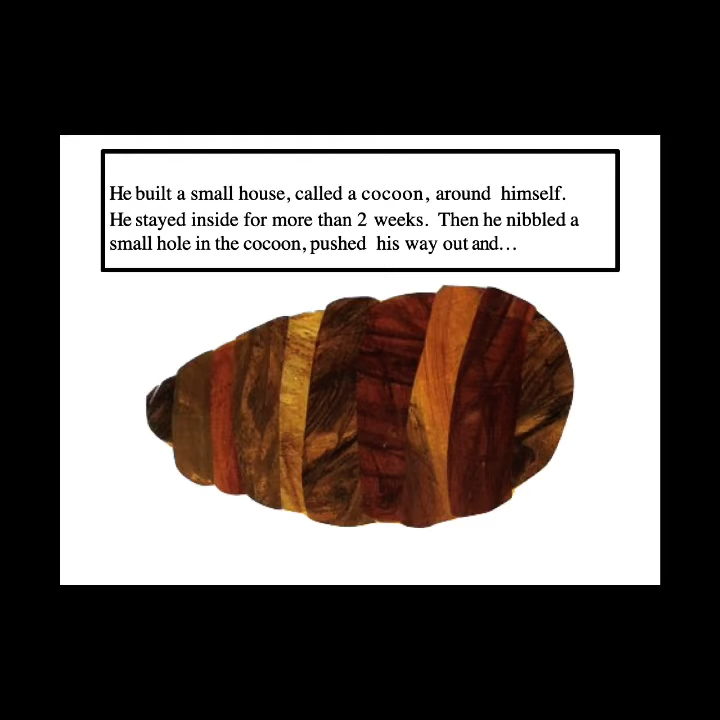 He built a small house, called a cocoon, around himself.
He stayed inside for more than 2 weeks. Then he nibbled a
small hole in the cocoon, pushed his way out and...